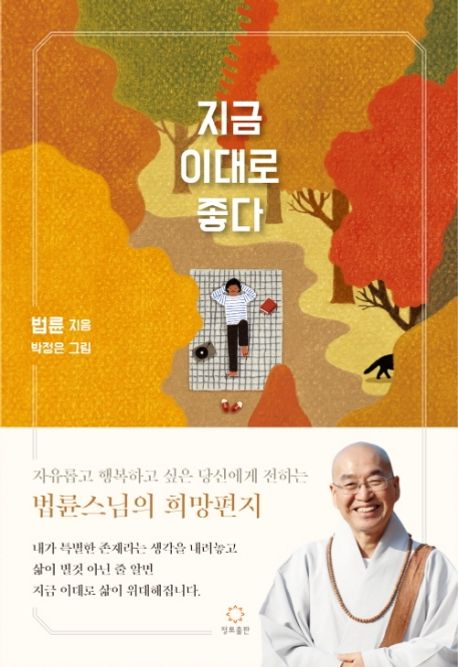 지금
이대로
좋다
법륜 지음
박정은 그림
자유롭고 행복하고 싶은 당신에게 전하는
법륜스님의 희망편지
내가 특별한 존재라는 생각을 내려놓고
삶이 별것 아닌 줄 알면
지금 이대로 삶이 위대해집니다.
정토출판